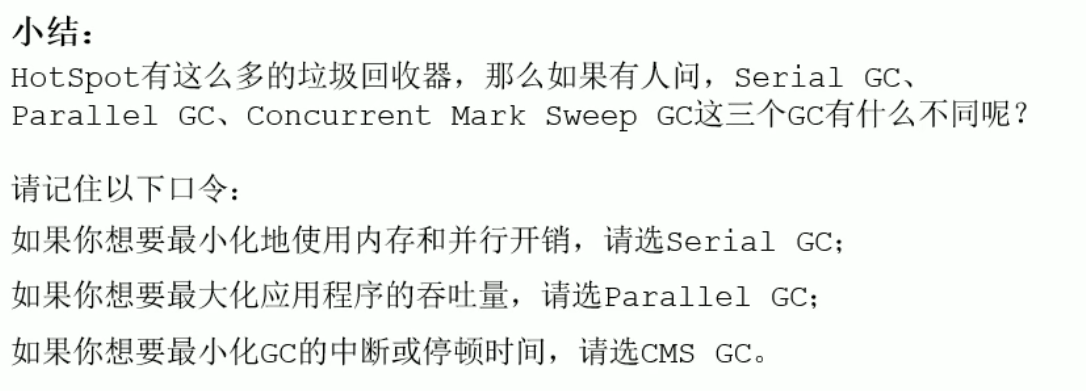 小结：
HotSpot有这么多的垃圾回收器，那么如果有人问，Serial GC、
Parallel GC、Concurrent Mark Sweep GC这三个GC有什么不同呢？
请记住以下口令：
如果你想要最小化地使用内存和并行开销，请选Serial GC；
如果你想要最大化应用程序的吞吐量，请选Parallel GC；
如果你想要最小化GC的中断或停顿时间，请选CMS GC。